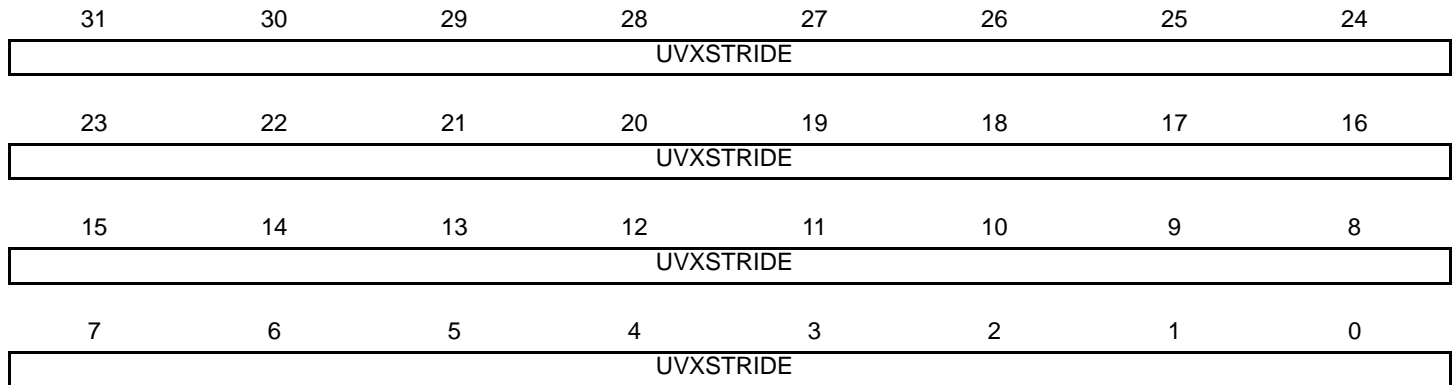 31 30 29 28 27 26 25 24
UVXSTRIDE
23 22 21 20 19 18 17 16
UVXSTRIDE
15 14 13 12 11 10 9 8
UVXSTRIDE
7 6 5 4 3 2 1 0
UVXSTRIDE